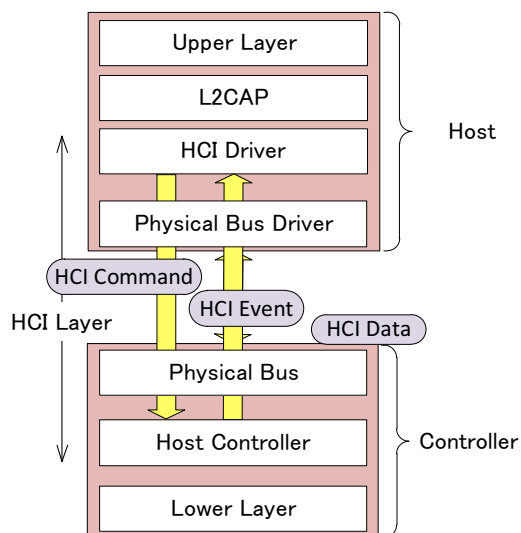 Upper Layer
L2CAP
Host
HCI Driver
Physical Bus Driver
HCI Command
HCI Event
HCI Layer
HCI Data
Physical Bus
Host Controller
Controller
Lower Layer